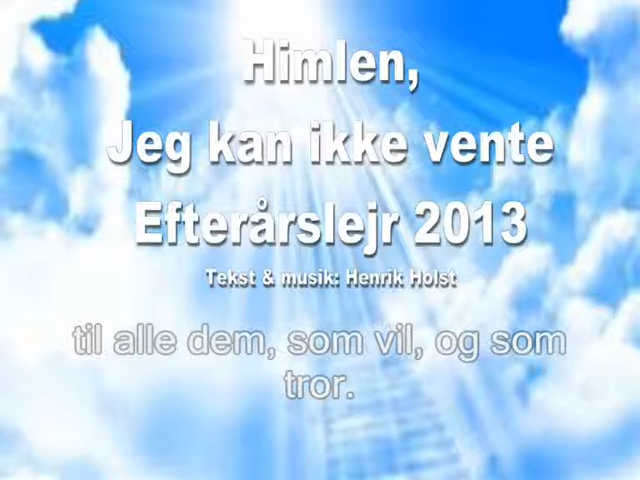 Himlen,
Jeg kan ikke vente
Efterårslejr 2013
Tekst & musik: Henrik Holst
til alle dem, som vil, og som
tror.